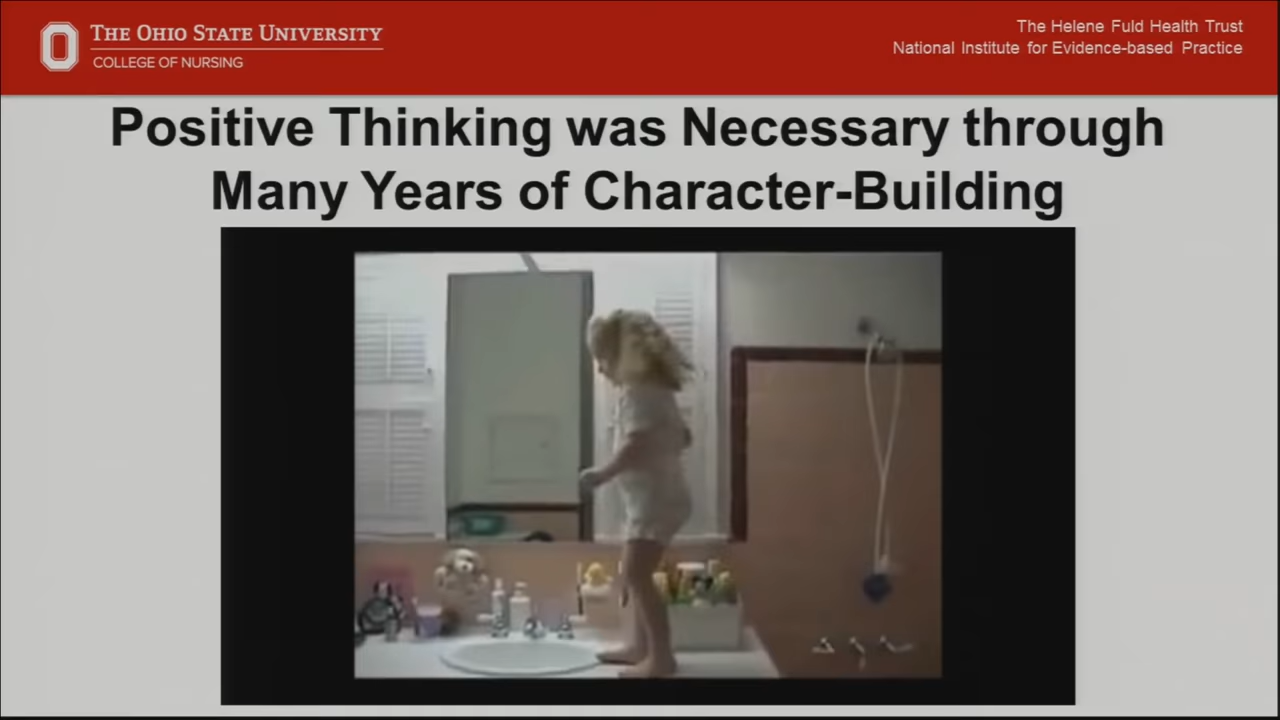 THE OHIO STATE UNIVERSITY
COLLEGE OF NURSING
The Helene Fuld Health Trust
National Institute for Evidence-based Practice
Positive Thinking was Necessary through
Many Years of Character-Building